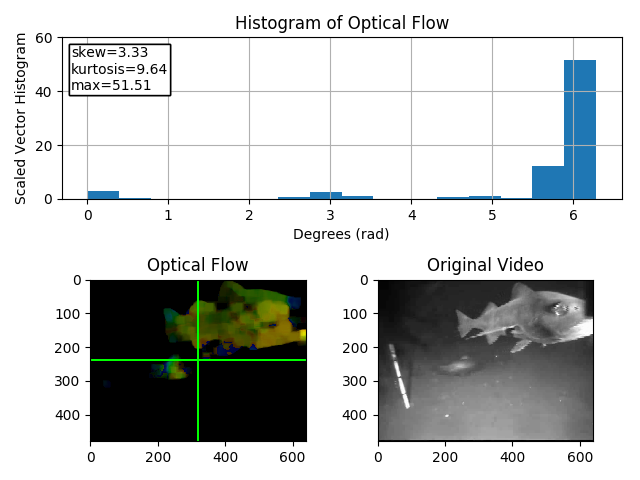 Histogram of Optical Flow
Scaled Vector Histogram
60
40
20
0
skew=3.33
kurtosis=9.64
max=51.51
0 1 2 3 4 5 6
Degrees (rad)
Optical Flow
0
100
200
300
400
0 200 400 600
Original Video
0
100
200
300
400
0 200 400 600